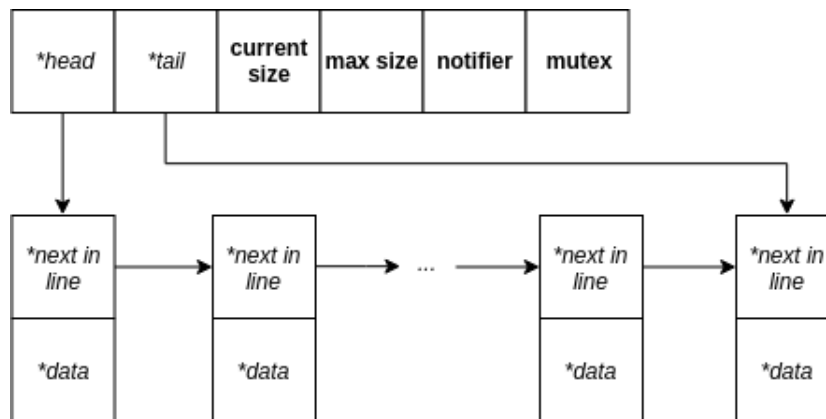 *head
*tail
current
size
max size
notifier
mutex
*next in
line
*next in
line
...
*next in
line
*next in
line
*data
*data
*data
*data